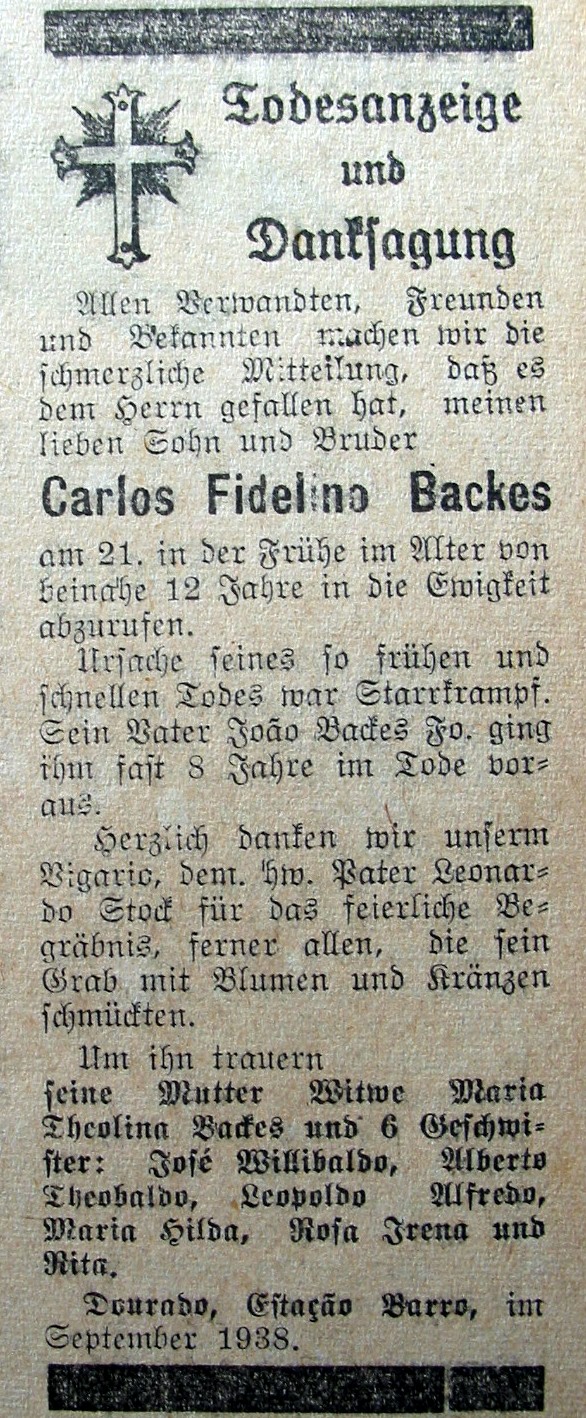 Todesanzeige
und
Danksagung
Allen Verwandten, Freunden
und Bekannten machen wir die
schmerzliche Mitteilung, daß es
dem Herrn gefallen hat, meinen
lieben Sohn und Bruder
Carlos Fidelino Backes
am 21. in der Frühe im Alter von
beinahe 12 Jahre in die Ewigkeit
abzurufen.
Ursache seines so frühen und
schnellen Todes war Starrkrampf.
Sein Vater João Backes Fo. ging
ihm fast 8 Jahre im Tode vor-
aus.
Herzlich danken wir unserm
Vigario, dem. hw. Pater Leonar-
do Stock für das feierliche Be-
gräbnis, ferner allen, die sein
Grab mit Blumen und Kränzen
schmückten.
Um ihn trauern
seine Mutter Witwe Maria
Theolina Backes und 6 Geschwi-
ster: José Willibaldo, Alberto
Theobaldo, Leopoldo Alfredo,
Maria Hilda, Rosa Irena und
Rita.
Dourado, Estação Barro, im
September 1938.